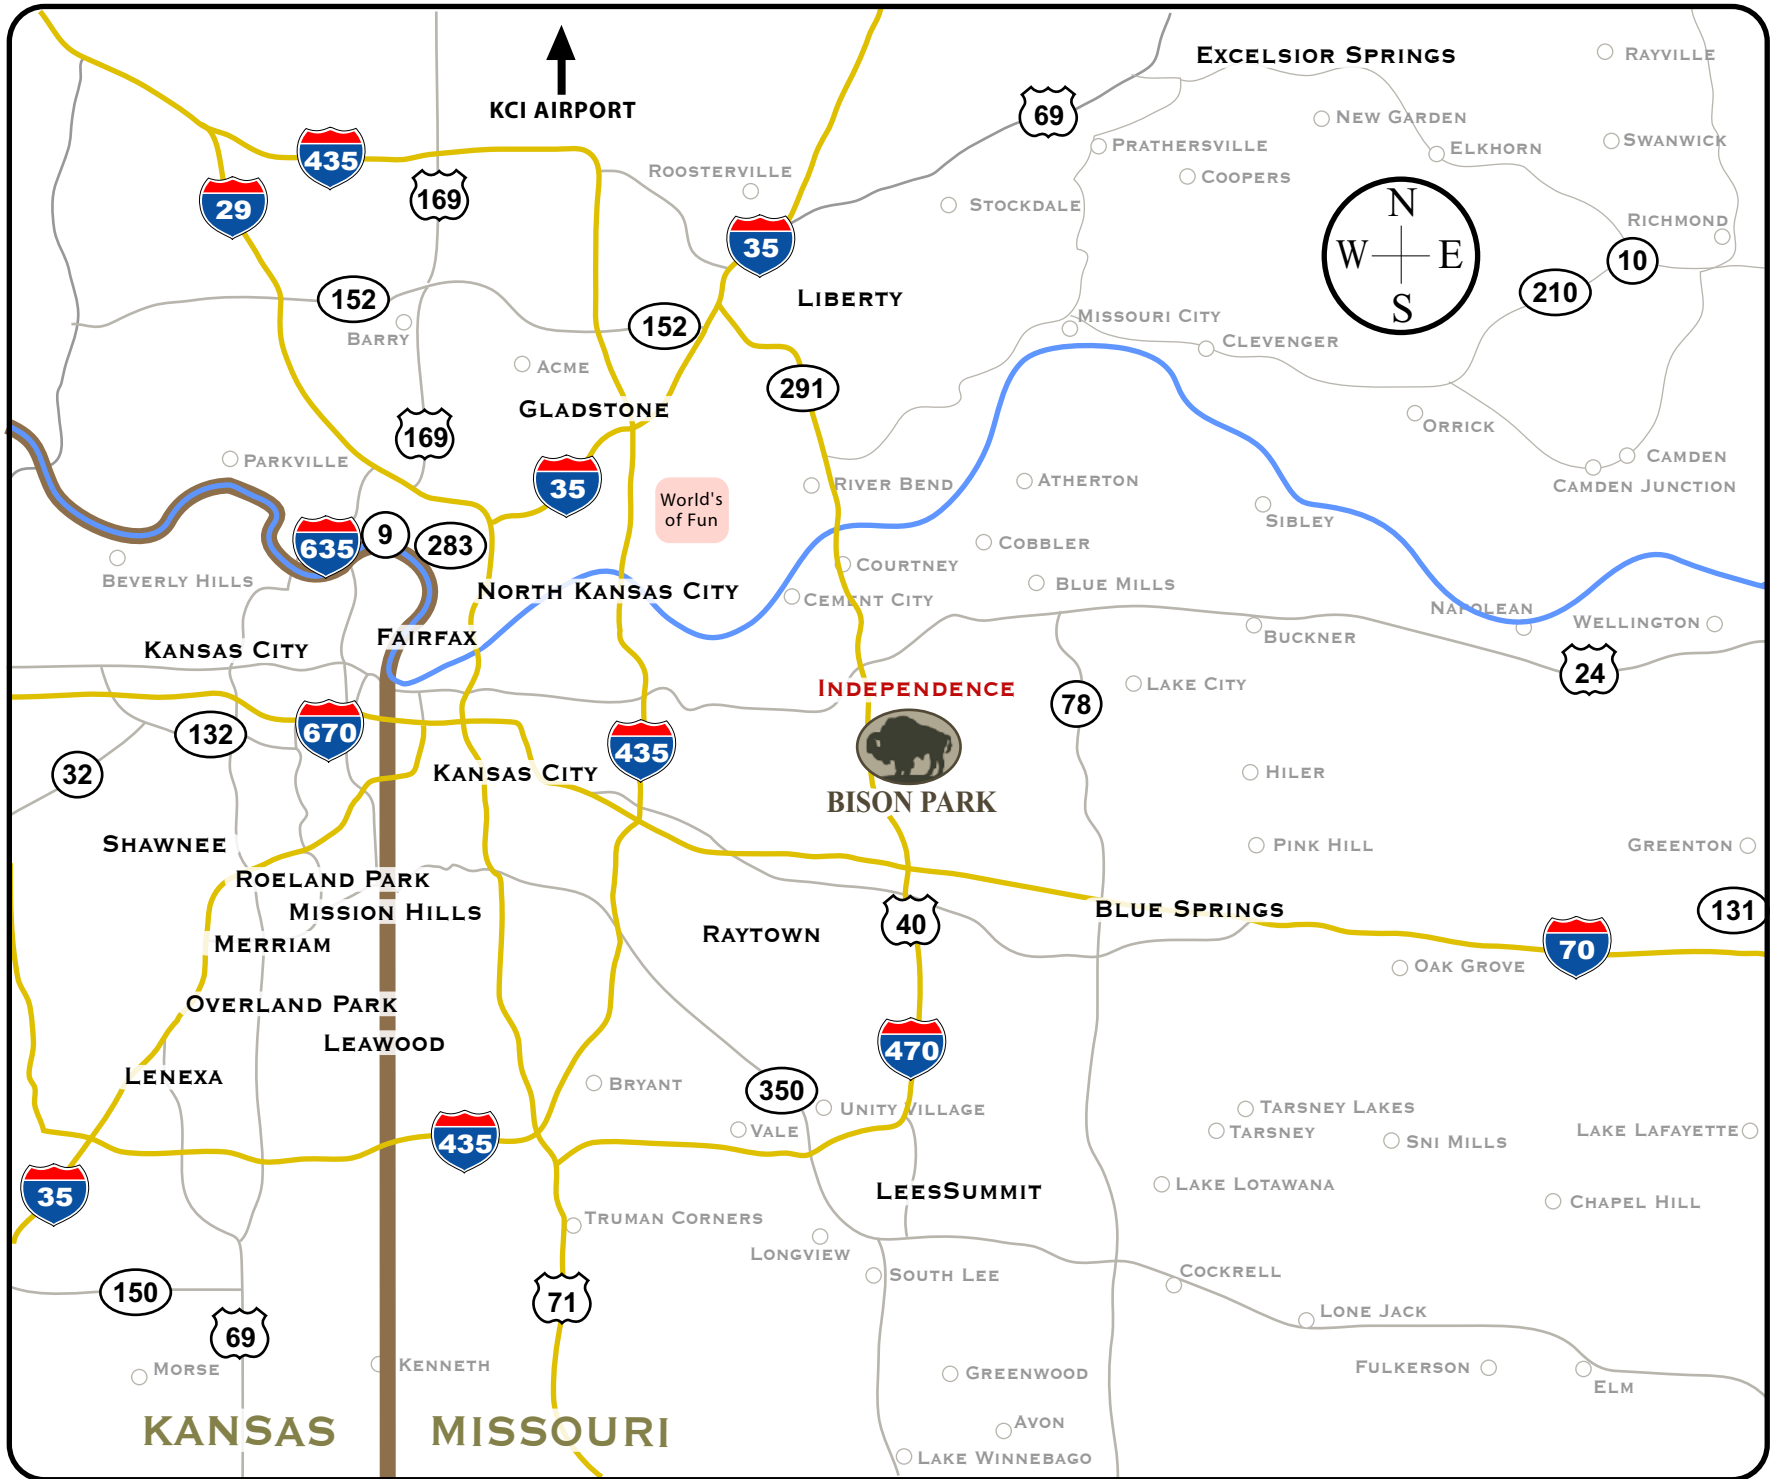 EXCELSIOR SPRINGS
RAYVILLE
KCI AIRPORT
69
NEW GARDEN
435
PRATHERSVILLE
ELKHORN
SWANWICK
ROOSTERVILLE
COOPERS
29
169
STOCKDALE
N
RICHMOND
35
W
E
10
152
LIBERTY
S
210
152
MISSOURI CITY
BARRY
CLEVENGER
ACME
291
GLADSTONE
ORRICK
169
PARKVILLE
CAMDEN
35
RIVER BEND
ATHERTON
CAMDEN JUNCTION
World's
of Fun
SIBLEY
635
9
283
COBBLER
BEVERLY HILLS
COURTNEY
BLUE MILLS
NORTH KANSAS CITY
CEMENT CITY
NAPOLEAN
WELLINGTON
FAIRFAX
BUCKNER
KANSAS CITY
24
INDEPENDENCE
LAKE CITY
78
132
670
435
32
KANSAS CITY
HILER
BISON PARK
SHAWNEE
PINK HILL
GREENTON
ROELAND PARK
MISSION HILLS
BLUE SPRINGS
131
MERRIAM
RAYTOWN
40
70
OAK GROVE
OVERLAND PARK
LEAWOOD
470
LENEXA
BRYANT
350
UNITY VILLAGE
TARSNEY LAKES
435
VALE
TARSNEY
SNI MILLS
LAKE LAFAYETTE
35
LEESSUMMIT
LAKE LOTAWANA
CHAPEL HILL
TRUMAN CORNERS
LONGVIEW
SOUTH LEE
COCKRELL
150
71
LONE JACK
69
MORSE
KENNETH
GREENWOOD
FULKERSON
ELM
KANSAS
MISSOURI
AVON
LAKE WINNEBAGO